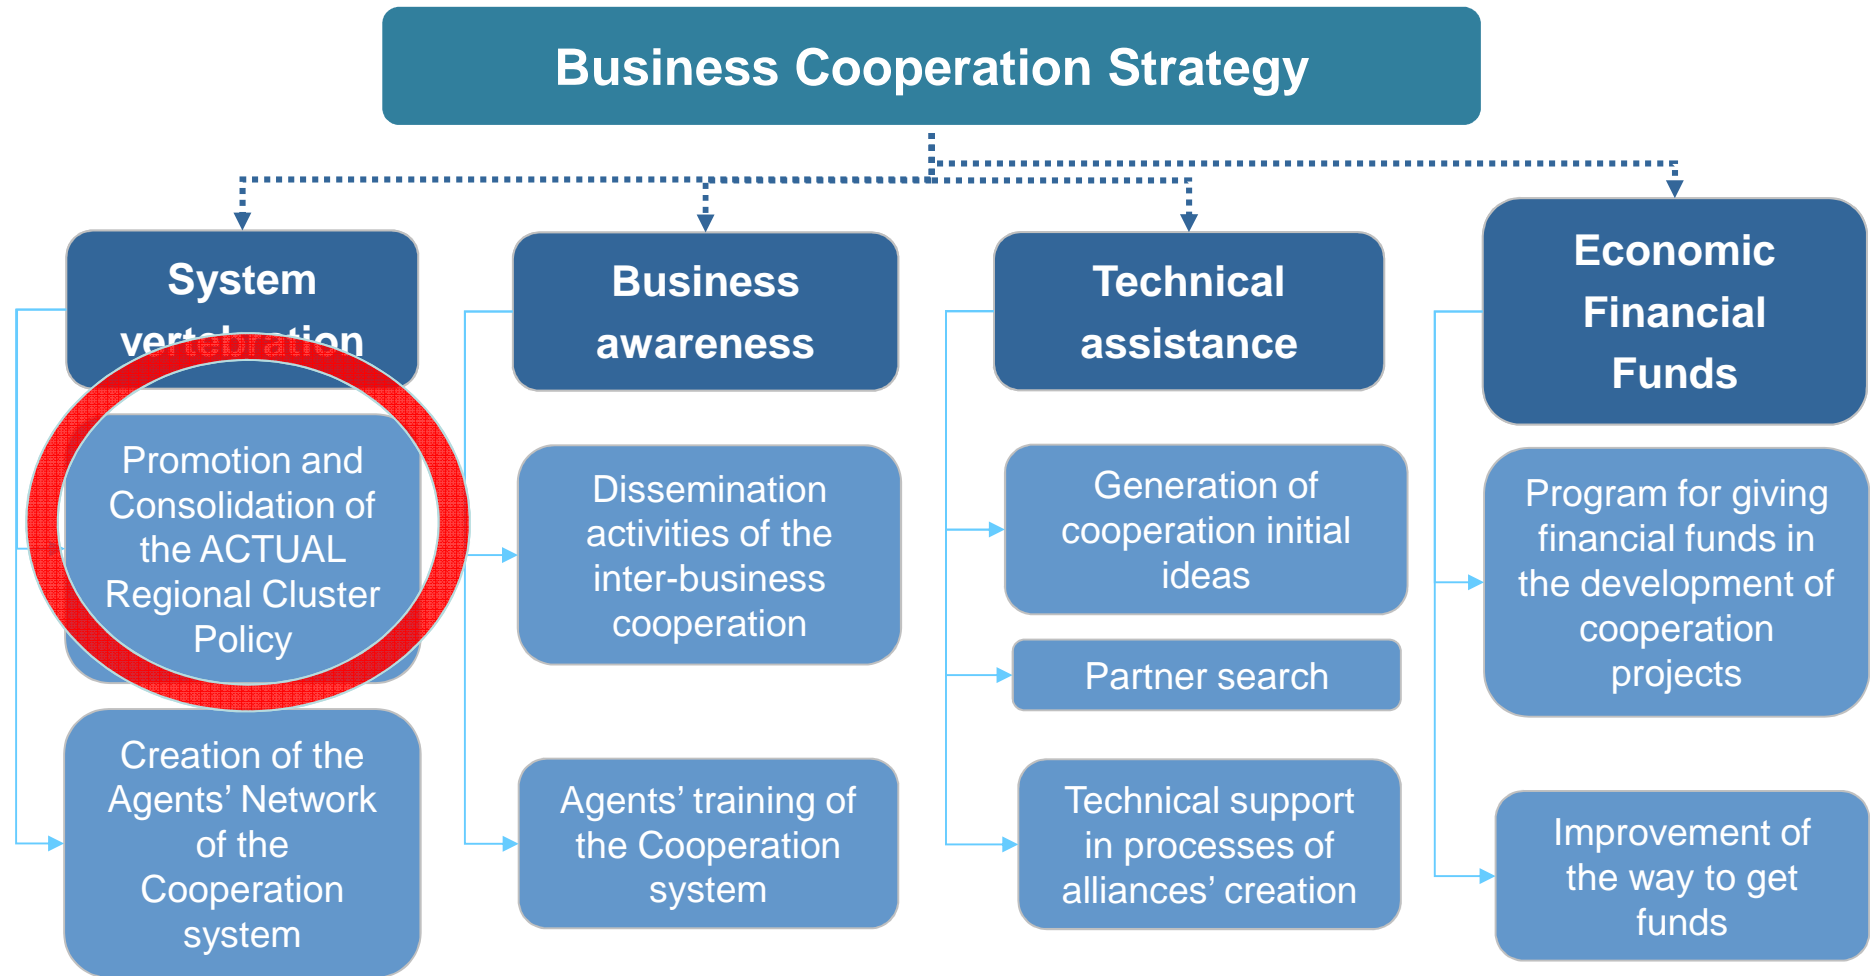 Business Cooperation Strategy
System
vertebration
Promotion and
Consolidation of
the ACTUAL
Regional Cluster
Policy
Creation of the
Agents’ Network
of the
Cooperation
system
Business
awareness
Dissemination
activities of the
inter-business
cooperation
Agents’ training of
the Cooperation
system
Technical
assistance
Generation of
cooperation initial
ideas
Partner search
Technical support
in processes of
alliances’ creation
Economic
Financial
Funds
Program for giving
financial funds in
the development of
cooperation
projects
Improvement of
the way to get
funds